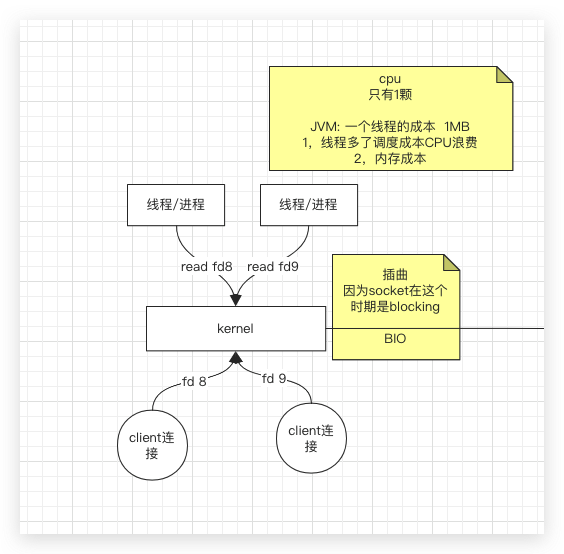 cpu
只有1颗
JVM: 一个线程的成本 1MB
1，线程多了调度成本CPU浪费
2，内存成本
线程/进程
线程/进程
read fd8
read fd9
插曲
因为socket在这个
时期是blocking
BIO
kernel
fd 8
fd 9
client连
接
client连
接